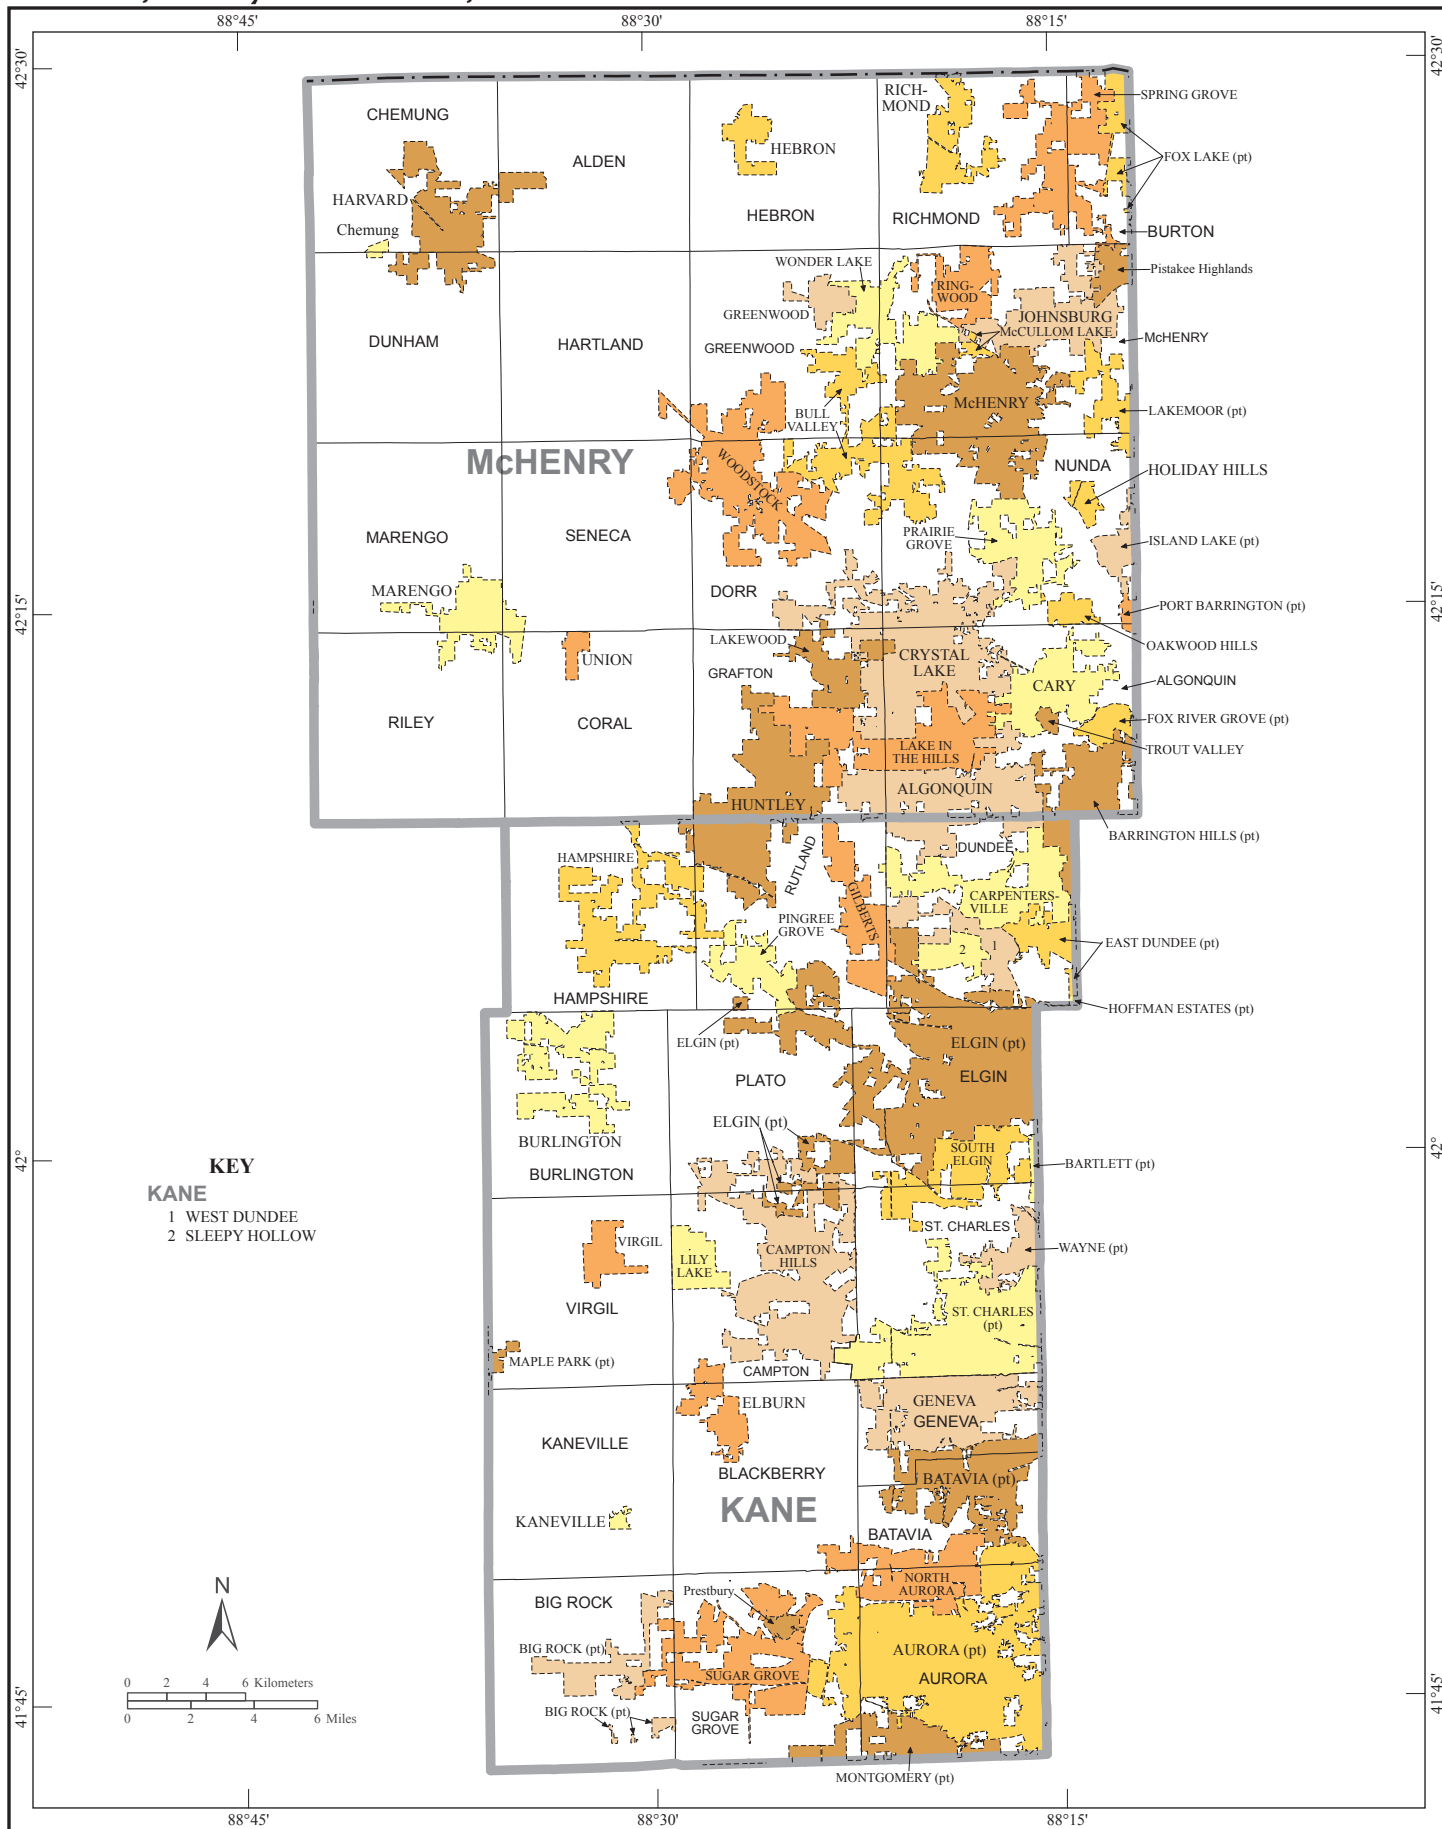 88°45'
88°30'
88°15'
42°30'
42°30'
CHEMUNG
RICH-
MOND
SPRING GROVE
ALDEN
HEBRON
FOX LAKE (pt)
HARVARD
HEBRON
RICHMOND
Chemung
BURTON
WONDER LAKE
Pistakee Highlands
RING-
WOOD
GREENWOOD
JOHNSBURG
McCULLOM LAKE
DUNHAM
HARTLAND
GREENWOOD
McHENRY
McHENRY
BULL
VALLEY
LAKEMOOR (pt)
McHENRY
WOODSTOCK
NUNDA
HOLIDAY HILLS
MARENGO
SENECA
PRAIRIE
GROVE
ISLAND LAKE (pt)
MARENGO
DORR
42°15'
42°15'
PORT BARRINGTON (pt)
LAKEWOOD
OAKWOOD HILLS
UNION
GRAFTON
CRYSTAL
LAKE
CARY
ALGONQUIN
RILEY
CORAL
FOX RIVER GROVE (pt)
LAKE IN
THE HILLS
TROUT VALLEY
HUNTLEY
ALGONQUIN
BARRINGTON HILLS (pt)
HAMPSHIRE
RUTLAND
DUNDEE
GILBERTS
CARPENTERS-
VILLE
PINGREE
GROVE
2
1
EAST DUNDEE (pt)
HAMPSHIRE
HOFFMAN ESTATES (pt)
ELGIN (pt)
ELGIN (pt)
PLATO
ELGIN
ELGIN (pt)
BURLINGTON
SOUTH
ELGIN
42°
42°
KEY
BURLINGTON
BARTLETT (pt)
KANE
1 WEST DUNDEE
2 SLEEPY HOLLOW
ST. CHARLES
VIRGIL
LILY
LAKE
CAMPTON
HILLS
WAYNE (pt)
VIRGIL
ST. CHARLES
(pt)
MAPLE PARK (pt)
CAMPTON
ELBURN
GENEVA
GENEVA
KANEVILLE
BLACKBERRY
BATAVIA (pt)
KANE
KANEVILLE
BATAVIA
N
NORTH
AURORA
Prestbury
BIG ROCK
BIG ROCK (pt)
AURORA (pt)
SUGAR GROVE
AURORA
0 2 4 6 Kilometers
0 2 4 6 Miles
BIG ROCK (pt)
SUGAR
GROVE
41°45'
41°45'
MONTGOMERY (pt)
88°45'
88°30'
88°15'